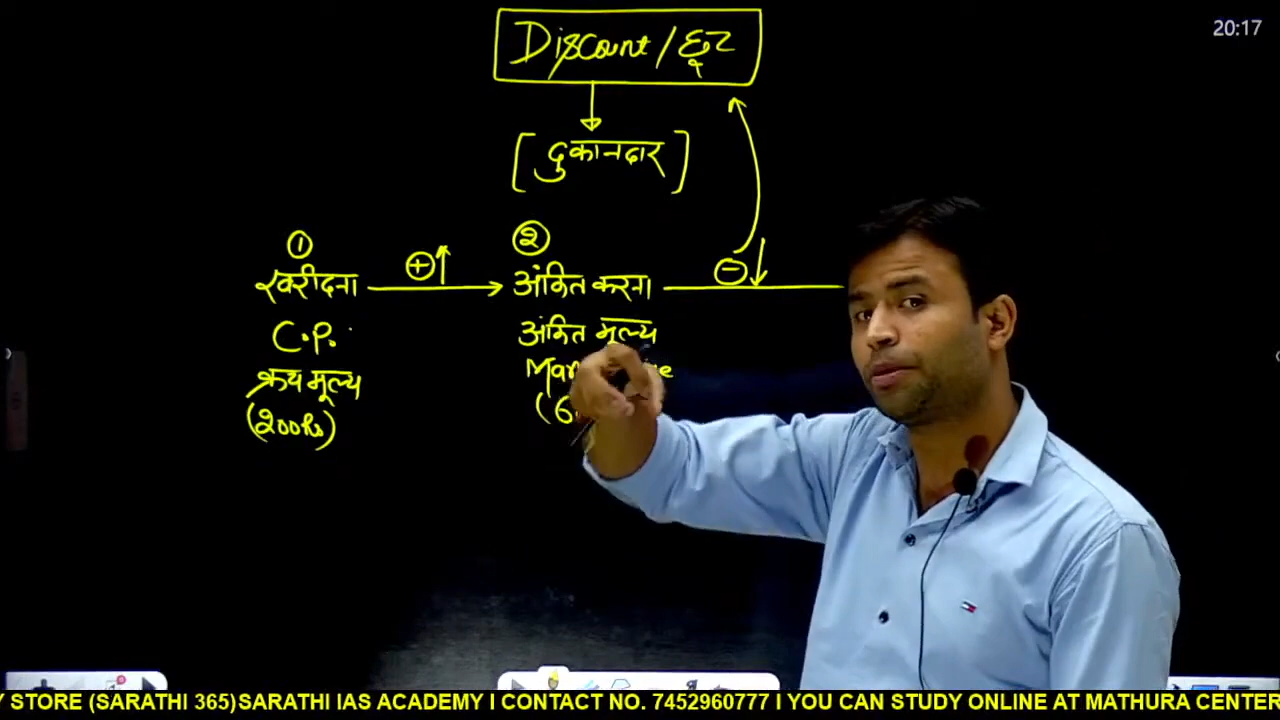 20:17
Discount / छूट
[दुकानदार]
①
खरीदना
C.P.
क्रय मूल्य
(200Rs)
⊕
②
अंकित करना
अंकित मूल्य
⊖
Y STORE (SARATHI 365)SARATHI IAS ACADEMY I CONTACT NO. 7452960777 I YOU CAN STUDY ONLINE AT MATHURA CENTER